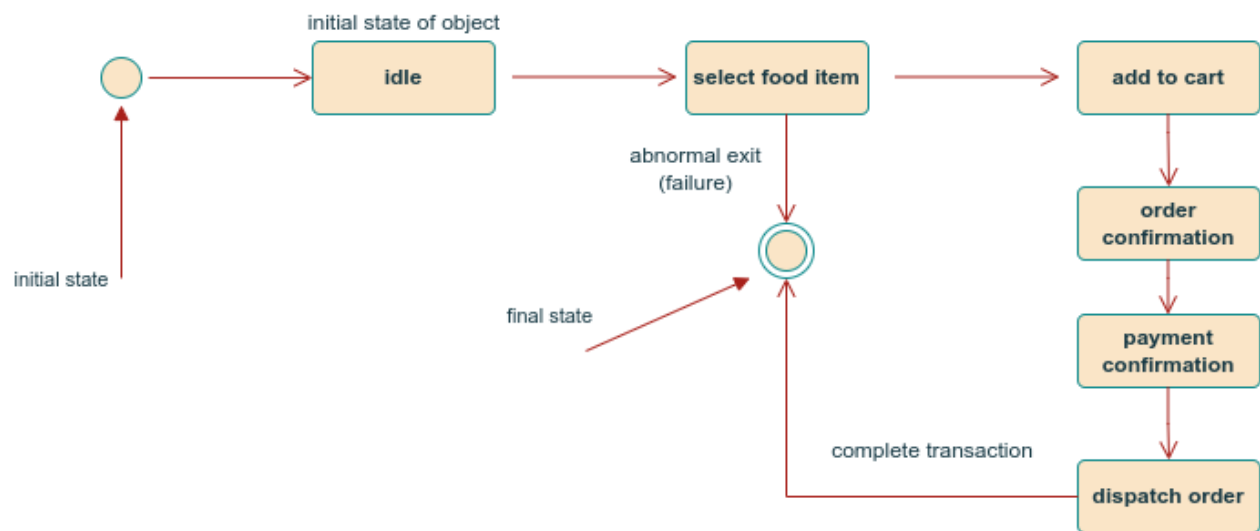 initial state of object
idle
select food item
add to cart
abnormal exit
(failure)
order
confirmation
initial state
final state
payment
confirmation
complete transaction
dispatch order